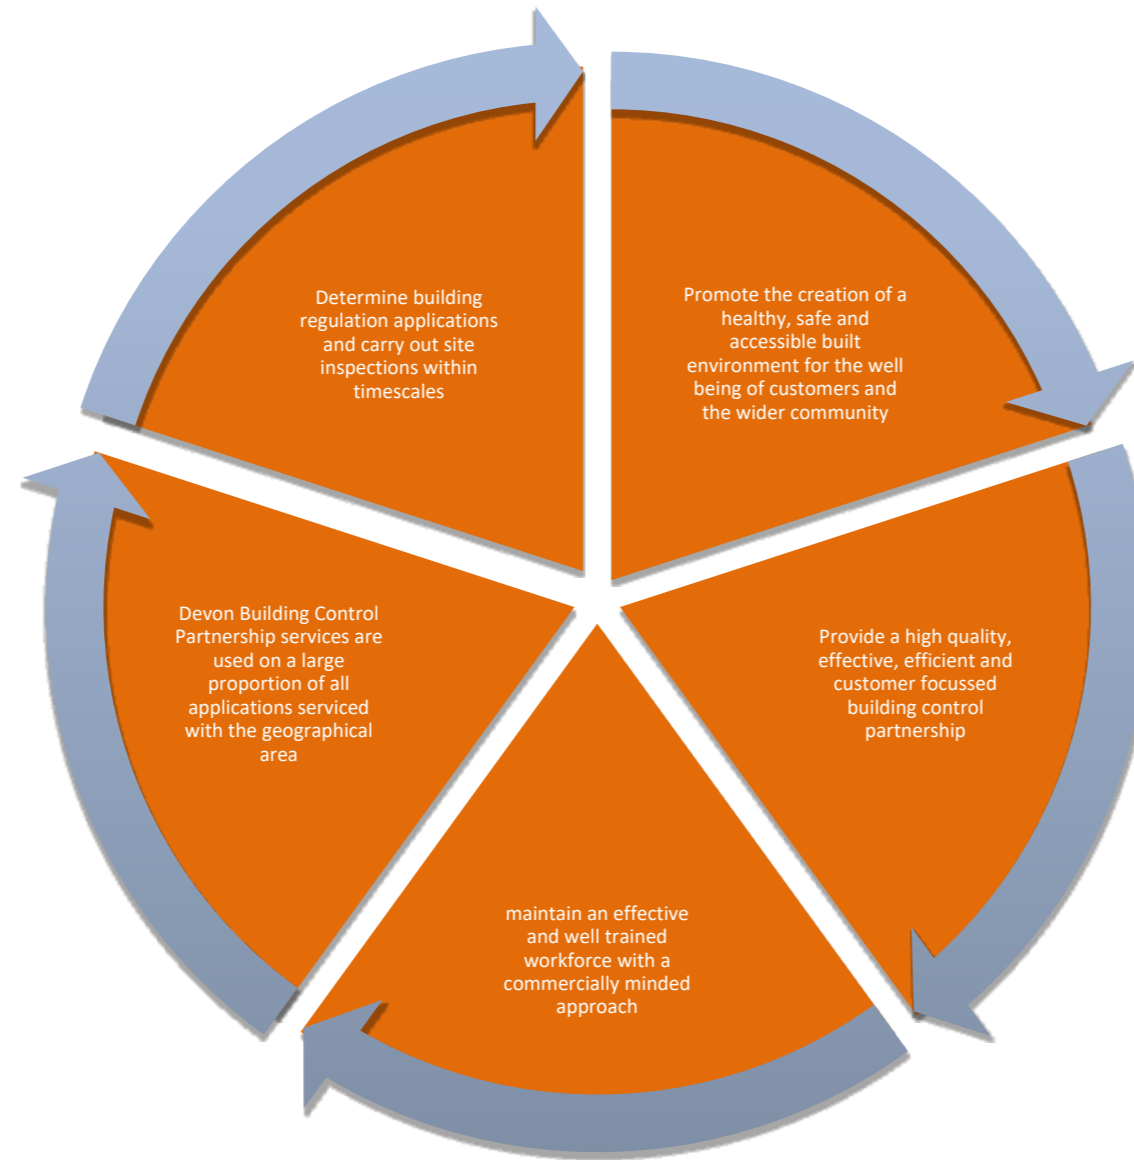 Determine building
regulation applications
and carry out site
inspections within
timescales
Promote the creation of a
healthy, safe and
accessible built
environment for the well
being of customers and
the wider community
Devon Building Control
Partnership services are
used on a large
proportion of all
applications serviced
with the geographical
area
Provide a high quality,
effective, efficient and
customer focussed
building control
partnership
maintain an effective
and well trained
workforce with a
commercially minded
approach